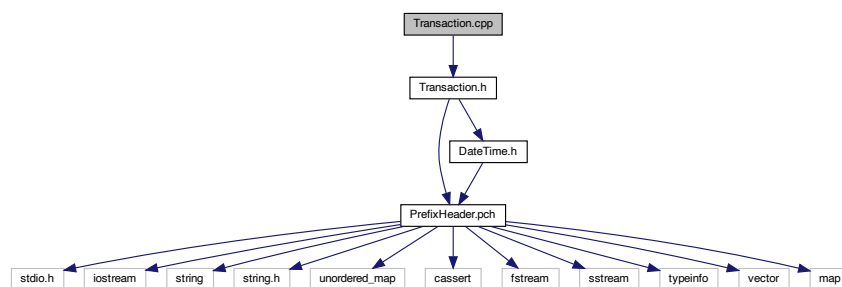 Transaction.cpp
Transaction.h
DateTime.h
PrefixHeader.pch
stdio.h
iostream
string
string.h
unordered_map
cassert
fstream
sstream
typeinfo
vector
map